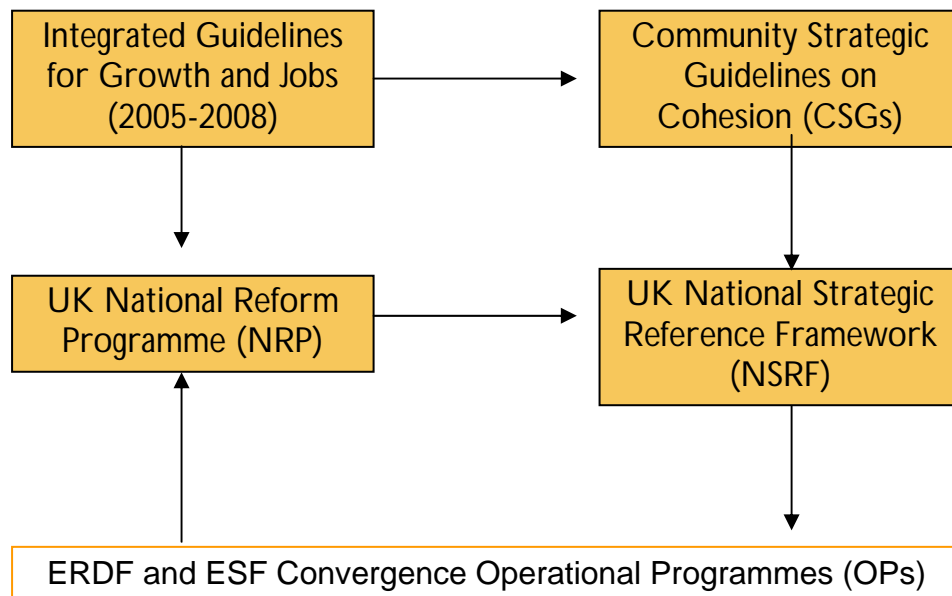 Integrated Guidelines
for Growth and Jobs
(2005-2008)
Community Strategic
Guidelines on
Cohesion (CSGs)
UK National Reform
Programme (NRP)
UK National Strategic
Reference Framework
(NSRF)
ERDF and ESF Convergence Operational Programmes (OPs)